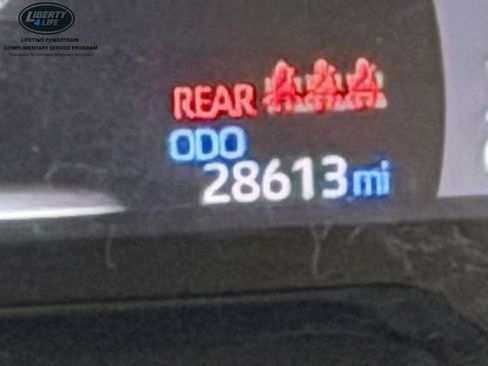 LIBERTY
4 LIFE
LIFETIME POWERTRAIN
COMPLIMENTARY SERVICE PROGRAM
REAR
ODO
28613 mi